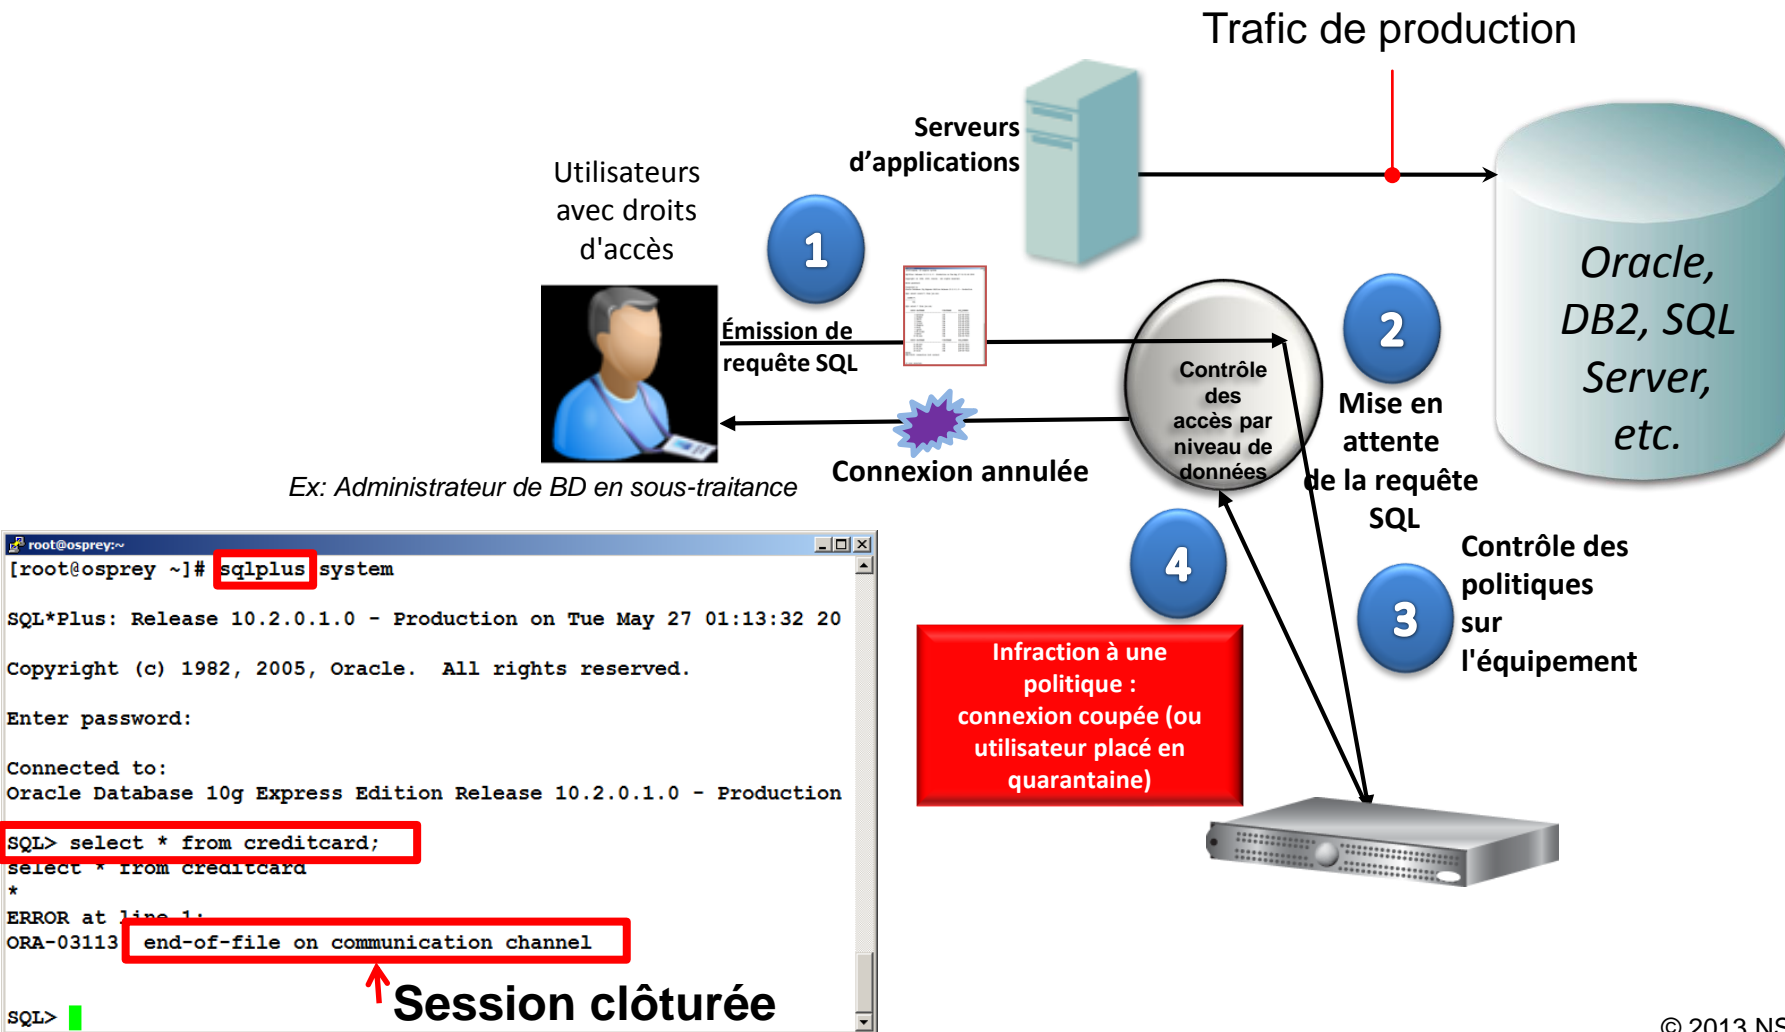 Trafic de production
Serveurs
d’applications
Utilisateurs
avec droits
d'accès
1
Oracle,
DB2, SQL
Server,
etc.
2
Émission de
requête SQL
Contrôle
des
accès par
niveau de
données
Mise en
attente
de la requête
SQL
Connexion annulée
Ex: Administrateur de BD en sous-traitance
4
3
Contrôle des
politiques
sur
l'équipement
Infraction à une
politique :
connexion coupée (ou
utilisateur placé en
quarantaine)
root@osprey:~
[root@osprey ~]# sqlplus system
SQL*Plus: Release 10.2.0.1.0 - Production on Tue May 27 01:13:32 20
Copyright (c) 1982, 2005, Oracle.  All rights reserved.
Enter password:
Connected to:
Oracle Database 10g Express Edition Release 10.2.0.1.0 - Production
SQL> select * from creditcard;
select * from creditcard
*
ERROR at line 1:
ORA-03113 end-of-file on communication channel
Session clôturée
SQL>
© 2013 NS